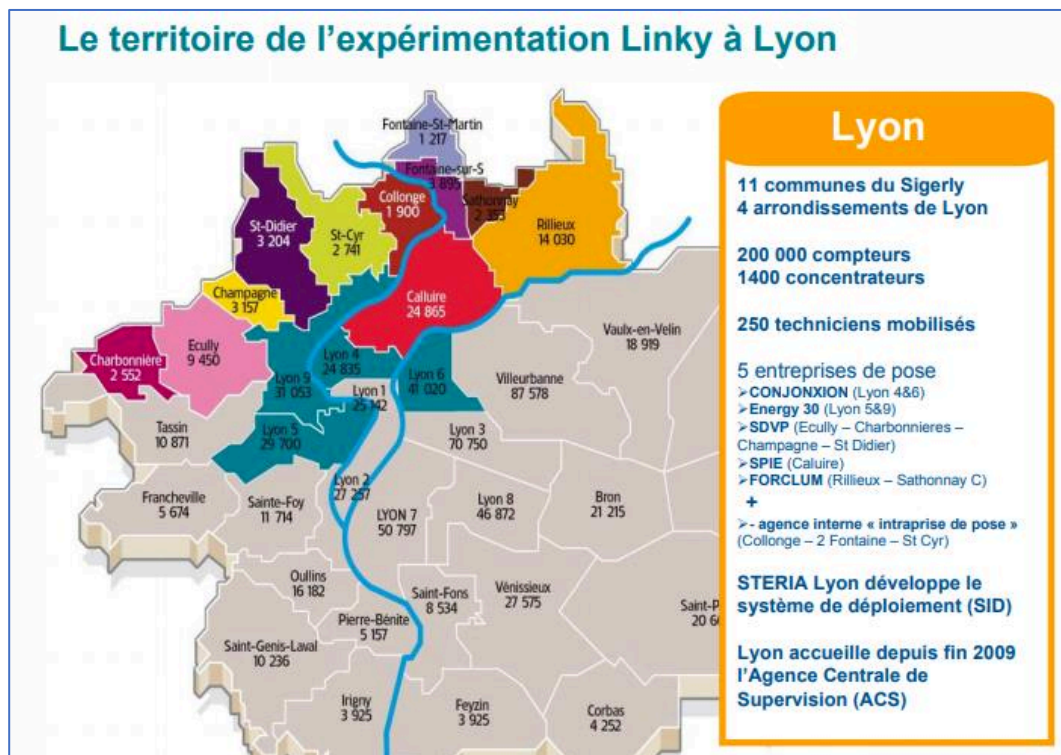 Le territoire de l'expérimentation Linky à Lyon
Fontaine-St-Martin
1 217
Fontaine-sur-S
3 895
Collonge
1 900
Sathonnay
2 353
Rillieux
14 030
St-Didier
3 204
St-Cyr
2 741
Champagne
3 157
Calluire
24 865
Ecully
9 450
Charbonnière
2 552
Lyon 4
24 835
Lyon 9
31 053
Lyon 6
41 020
Lyon 1
25 142
Vaulx-en-Velin
18 919
Villeurbanne
87 578
Tassin
10 871
Lyon 5
29 700
Lyon 3
70 750
Francheville
5 674
Sainte-Foy
11 714
Lyon 2
27 257
LYON 7
50 797
Lyon 8
46 872
Bron
21 215
Oullins
16 182
Saint-Fons
8 534
Vénissieux
27 575
Saint-P
20 6
Pierre-Bénite
5 157
Saint-Genis-Laval
10 236
Irigny
3 925
Feyzin
3 925
Corbas
4 252
Lyon
11 communes du Sigerly
4 arrondissements de Lyon
200 000 compteurs
1400 concentrateurs
250 techniciens mobilisés
5 entreprises de pose
➢CONJONXION (Lyon 4&6)
➢Energy 30 (Lyon 5&9)
➢SDVP (Ecully – Charbonnieres –
Champagne – St Didier)
➢SPIE (Caluire)
➢FORCLUM (Rillieux – Sathonnay C)
+
➢- agence interne « intraprise de pose »
(Collonge – 2 Fontaine – St Cyr)
STERIA Lyon développe le
système de déploiement (SID)
Lyon accueille depuis fin 2009
l'Agence Centrale de
Supervision (ACS)